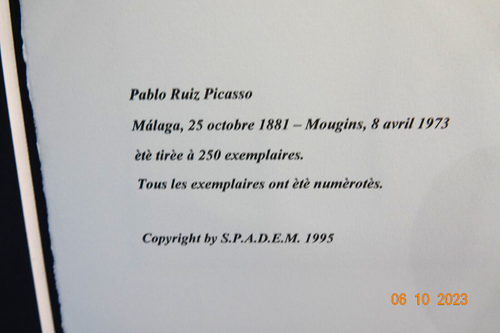 Pablo Ruiz Picasso
Málaga, 25 octobre 1881 – Mougins, 8 avril 1973
ètè tirèe à 250 exemplaires.
Tous les exemplaires ont ètè numèrotès.
Copyright by S.P.A.D.E.M. 1995
06 10 2023